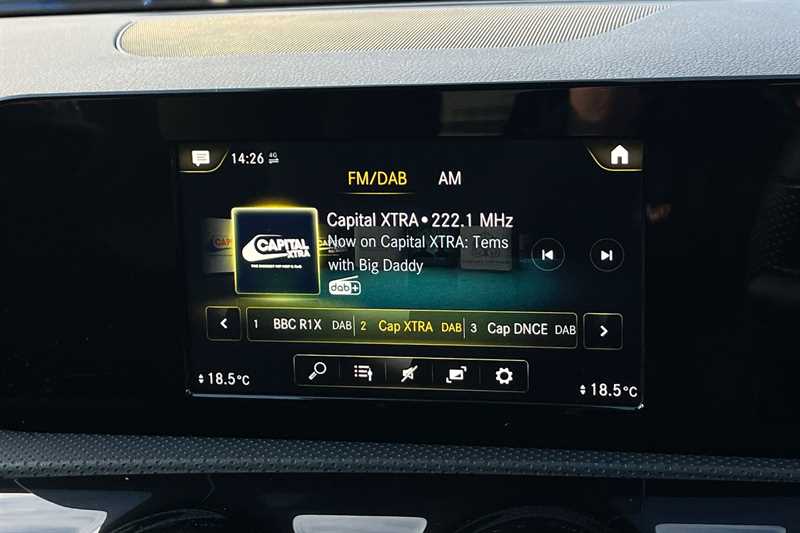 14:26 4G
FM/DAB AM
Capital XTRA • 222.1 MHz
Now on Capital XTRA: Tems
with Big Daddy
CAPITAL
XTRA
dab+
1 BBC R1X DAB 2 Cap XTRA DAB 3 Cap DNCE DAB
18.5°C 18.5°C